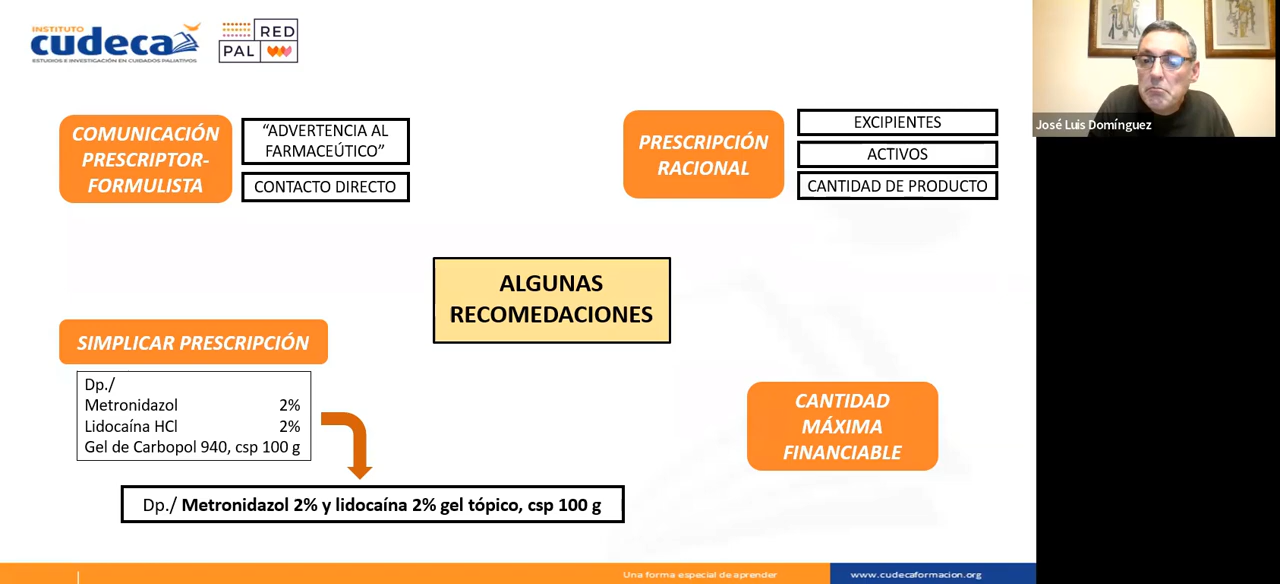 INSTITUTO
cudeca
ESTUDIOS E INVESTIGACIÓN EN CUIDADOS PALIATIVOS
RED
PAL
José Luis Domínguez
COMUNICACIÓN
PRESCRIPTOR-
FORMULISTA
“ADVERTENCIA AL
FARMACEÚTICO”
CONTACTO DIRECTO
PRESCRIPCIÓN
RACIONAL
EXCIPIENTES
ACTIVOS
CANTIDAD DE PRODUCTO
ALGUNAS
RECOMEDACIONES
SIMPLICAR PRESCRIPCIÓN
Dp./
Metronidazol 2%
Lidocaína HCl 2%
Gel de Carbopol 940, csp 100 g
Dp./ Metronidazol 2% y lidocaína 2% gel tópico, csp 100 g
CANTIDAD
MÁXIMA
FINANCIABLE
Una forma especial de aprender
www.cudecaformacion.org